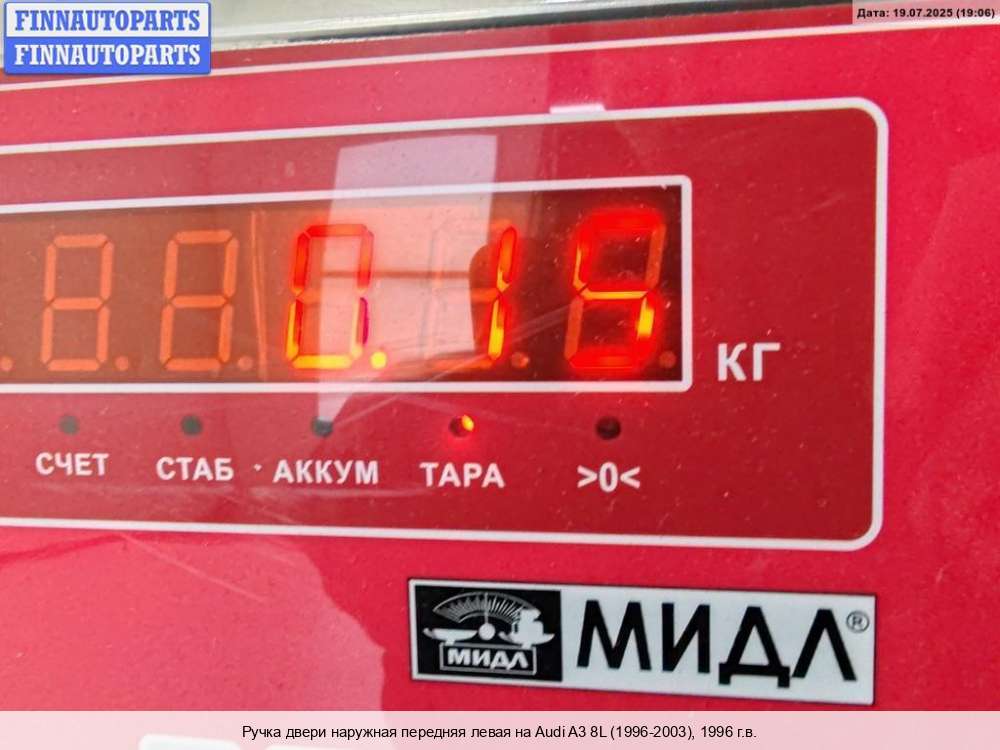 FINNAUTOPARTS
FINNAUTOPARTS
Дата: 19.07.2025 (19:06)
0.15
КГ
СЧЕТ СТАБ АККУМ ТАРА >0<
МИДЛ
МИДЛ®
Ручка двери наружная передняя левая на Audi A3 8L (1996-2003), 1996 г.в.